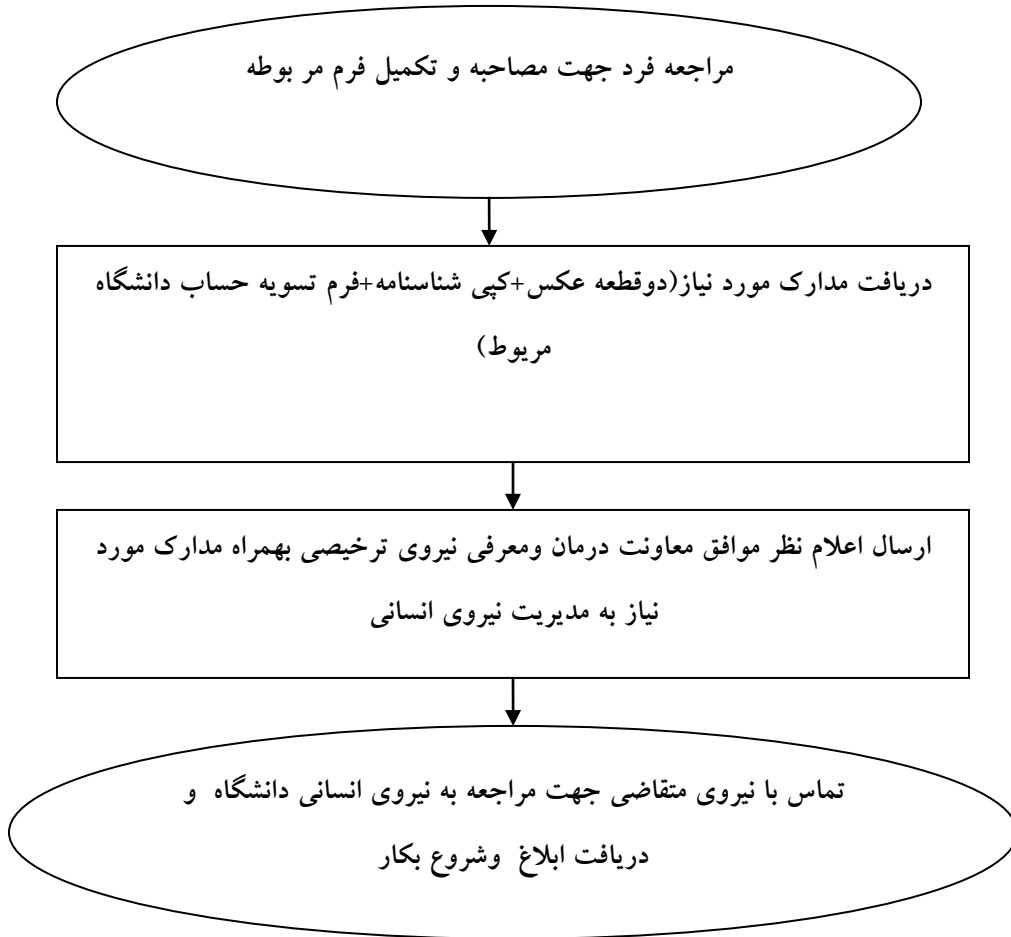 مراجعه فرد جهت مصاحبه و تکمیل فرم مر بوطه
دریافت مدارک مورد نیاز(دوقطعه عکس+کپی شناسنامه+فرم تسویه حساب دانشگاه
مریوط)
ارسال اعلام نظر موافق معاونت درمان ومعرفی نیروی ترخیصی بهمراه مدارک مورد
نیاز به مدیریت نیروی انسانی
تماس با نیروی متقاضی جهت مراجعه به نیروی انسانی دانشگاه و
دریافت ابلاغ وشروع بکار